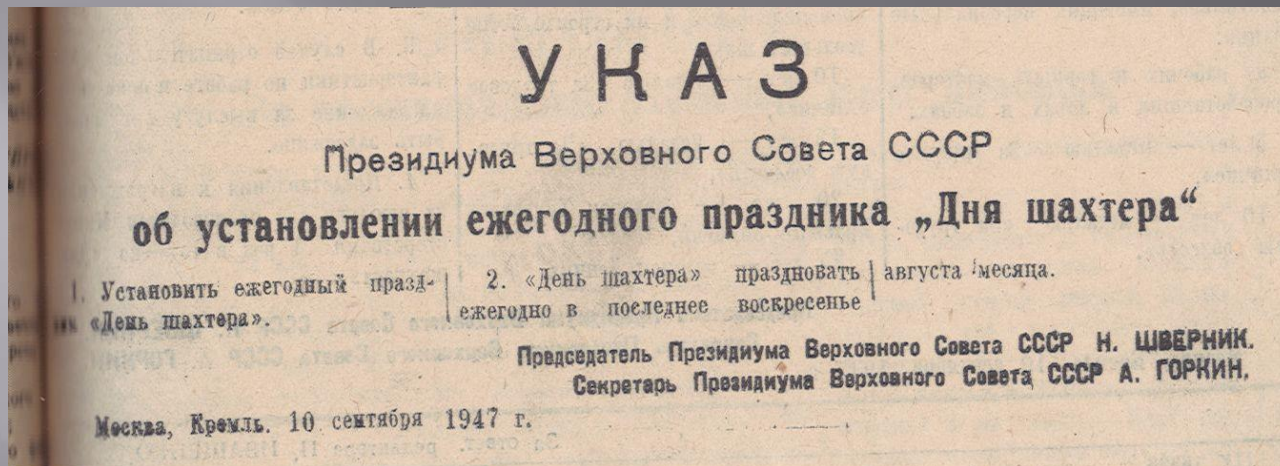 УКАЗ
Президиума Верховного Совета СССР
об установлении ежегодного праздника „Дня шахтера“
1. Установить ежегодный празд-
ник «День шахтера».
2. «День шахтера» праздновать
ежегодно в последнее воскресенье
августа месяца.
Председатель Президиума Верховного Совета СССР Н. ШВЕРНИК.
Секретарь Президиума Верховного Совета СССР А. ГОРКИН.
Москва, Кремль. 10 сентября 1947 г.